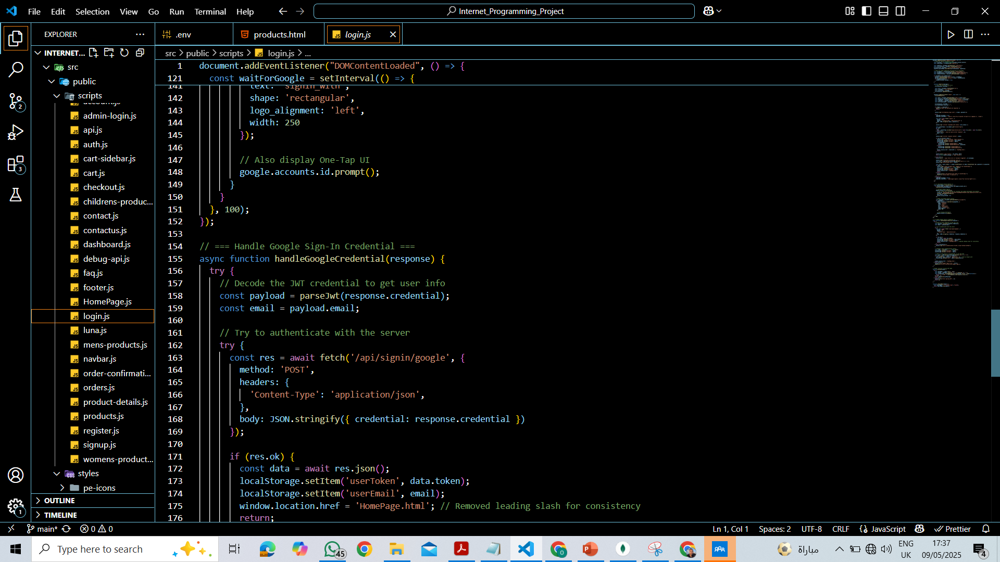 File Edit Selection View Go Run Terminal Help
Internet_Programming_Project
EXPLORER
.env
products.html
login.js
INTERNET...
src > public > scripts > login.js > ...
src
public
scripts
admin-login.js
api.js
auth.js
cart-sidebar.js
cart.js
checkout.js
childrens-produc...
contact.js
contactus.js
dashboard.js
debug-api.js
faq.js
footer.js
HomePage.js
login.js
luna.js
mens-products.js
navbar.js
order-confirmati...
orders.js
product-details.js
products.js
register.js
signup.js
womens-product...
styles
pe-icons
OUTLINE
TIMELINE
2
3
1
1 document.addEventListener("DOMContentLoaded", () => {
121 const waitForGoogle = setInterval(() => {
141 text: 'signin_with',
142 shape: 'rectangular',
143 logo_alignment: 'left',
144 width: 250
145 });
146
147 // Also display One-Tap UI
148 google.accounts.id.prompt();
149 }
150 }
151 }, 100);
152 });
153
154 // === Handle Google Sign-In Credential ===
155 async function handleGoogleCredential(response) {
156 try {
157 // Decode the JWT credential to get user info
158 const payload = parseJwt(response.credential);
159 const email = payload.email;
160
161 // Try to authenticate with the server
162 try {
163 const res = await fetch('/api/signin/google', {
164 method: 'POST',
165 headers: {
166 'Content-Type': 'application/json',
167 },
168 body: JSON.stringify({ credential: response.credential })
169 });
170
171 if (res.ok) {
172 const data = await res.json();
173 localStorage.setItem('userToken', data.token);
174 localStorage.setItem('userEmail', email);
175 window.location.href = 'HomePage.html'; // Removed leading slash for consistency
176 return;
main* 0 0
Ln 1, Col 1 Spaces: 2 UTF-8 CRLF {} JavaScript Prettier
Type here to search
45
مباراة
ENG
UK
17:37
09/05/2025
4